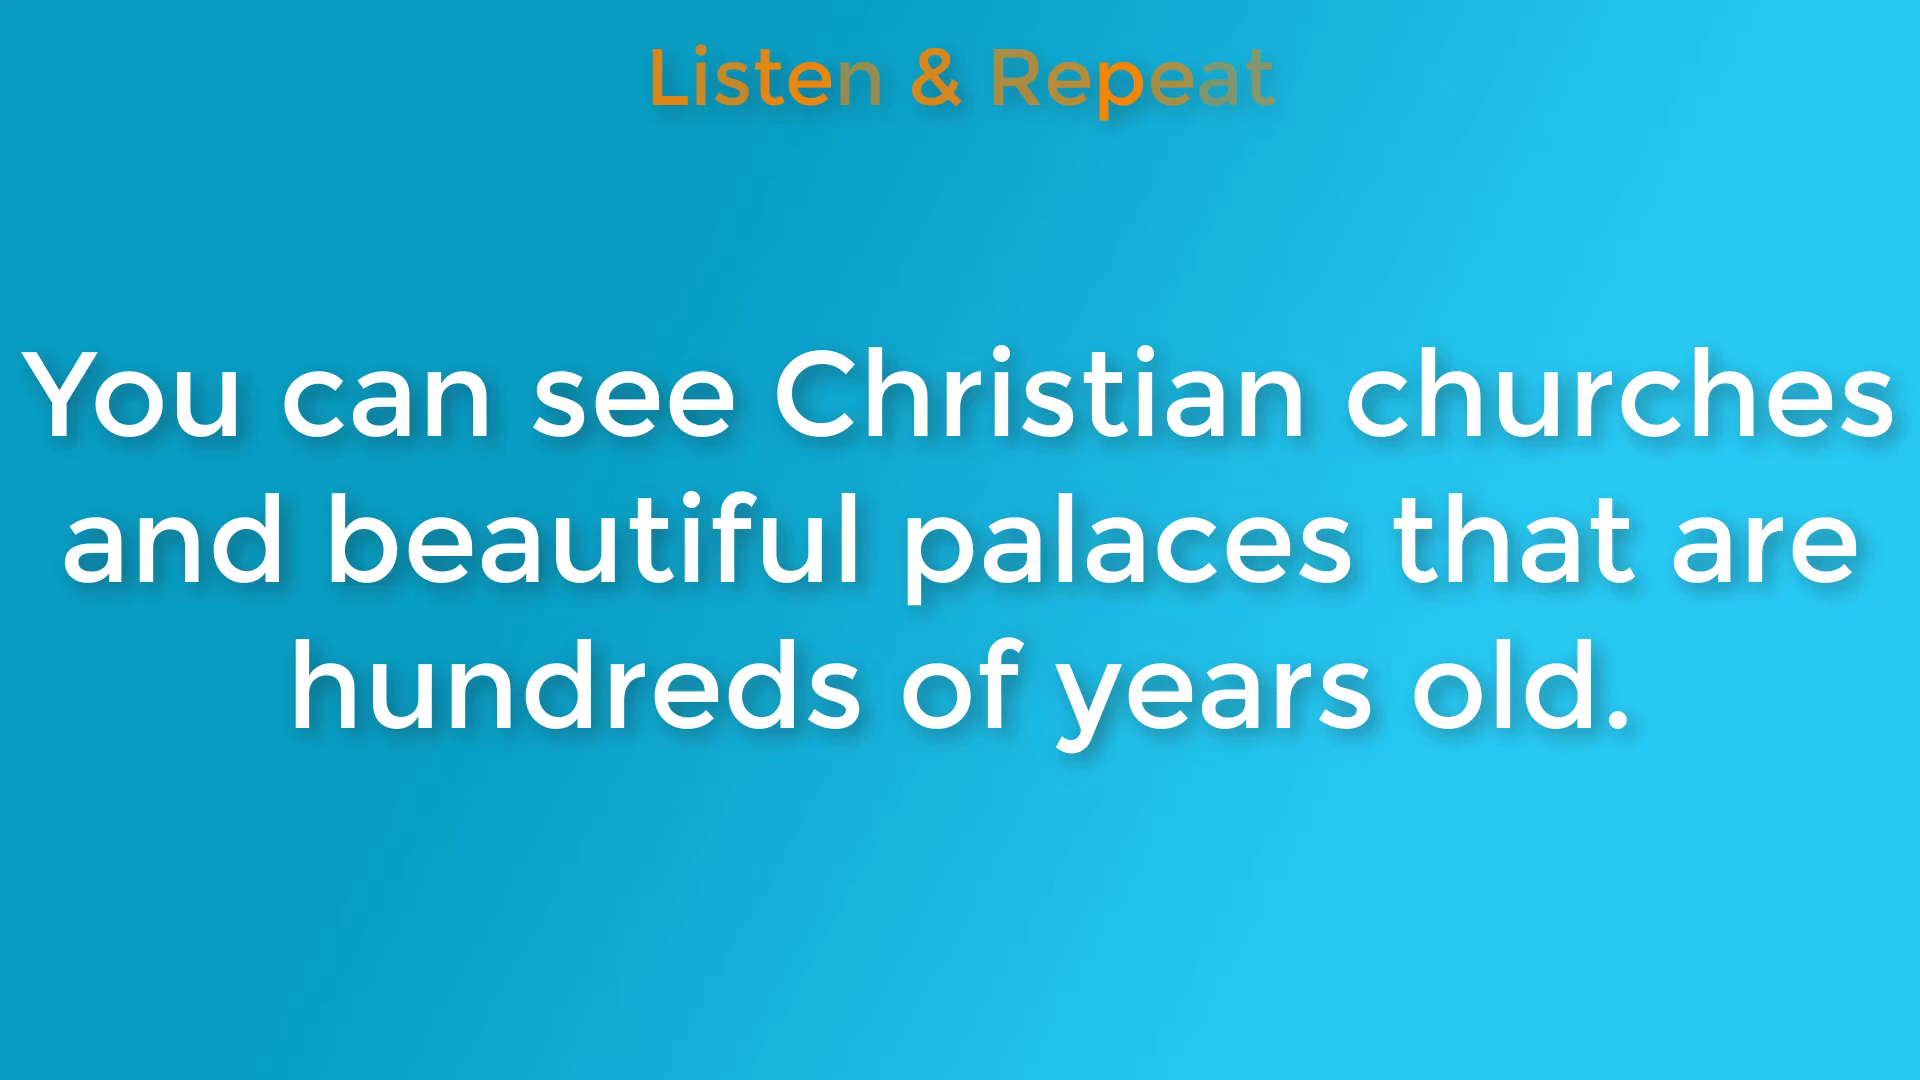 Listen & Repeat
You can see Christian churches
and beautiful palaces that are
hundreds of years old.